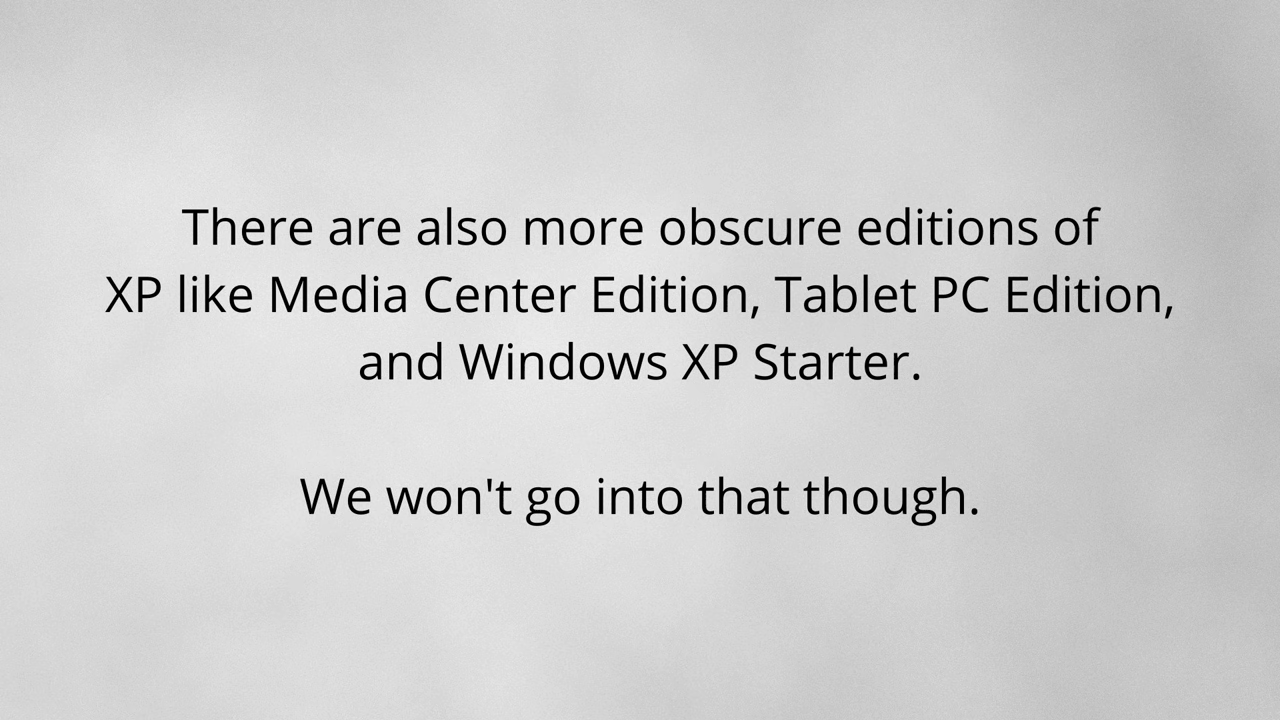 There are also more obscure editions of
XP like Media Center Edition, Tablet PC Edition,
and Windows XP Starter.
We won't go into that though.